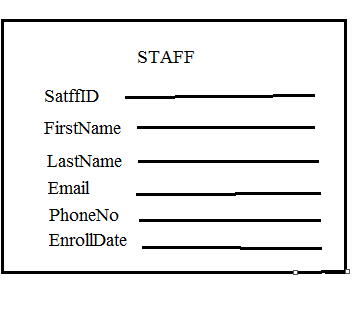 STAFF
SatffID
FirstName
LastName
Email
PhoneNo
EnrollDate